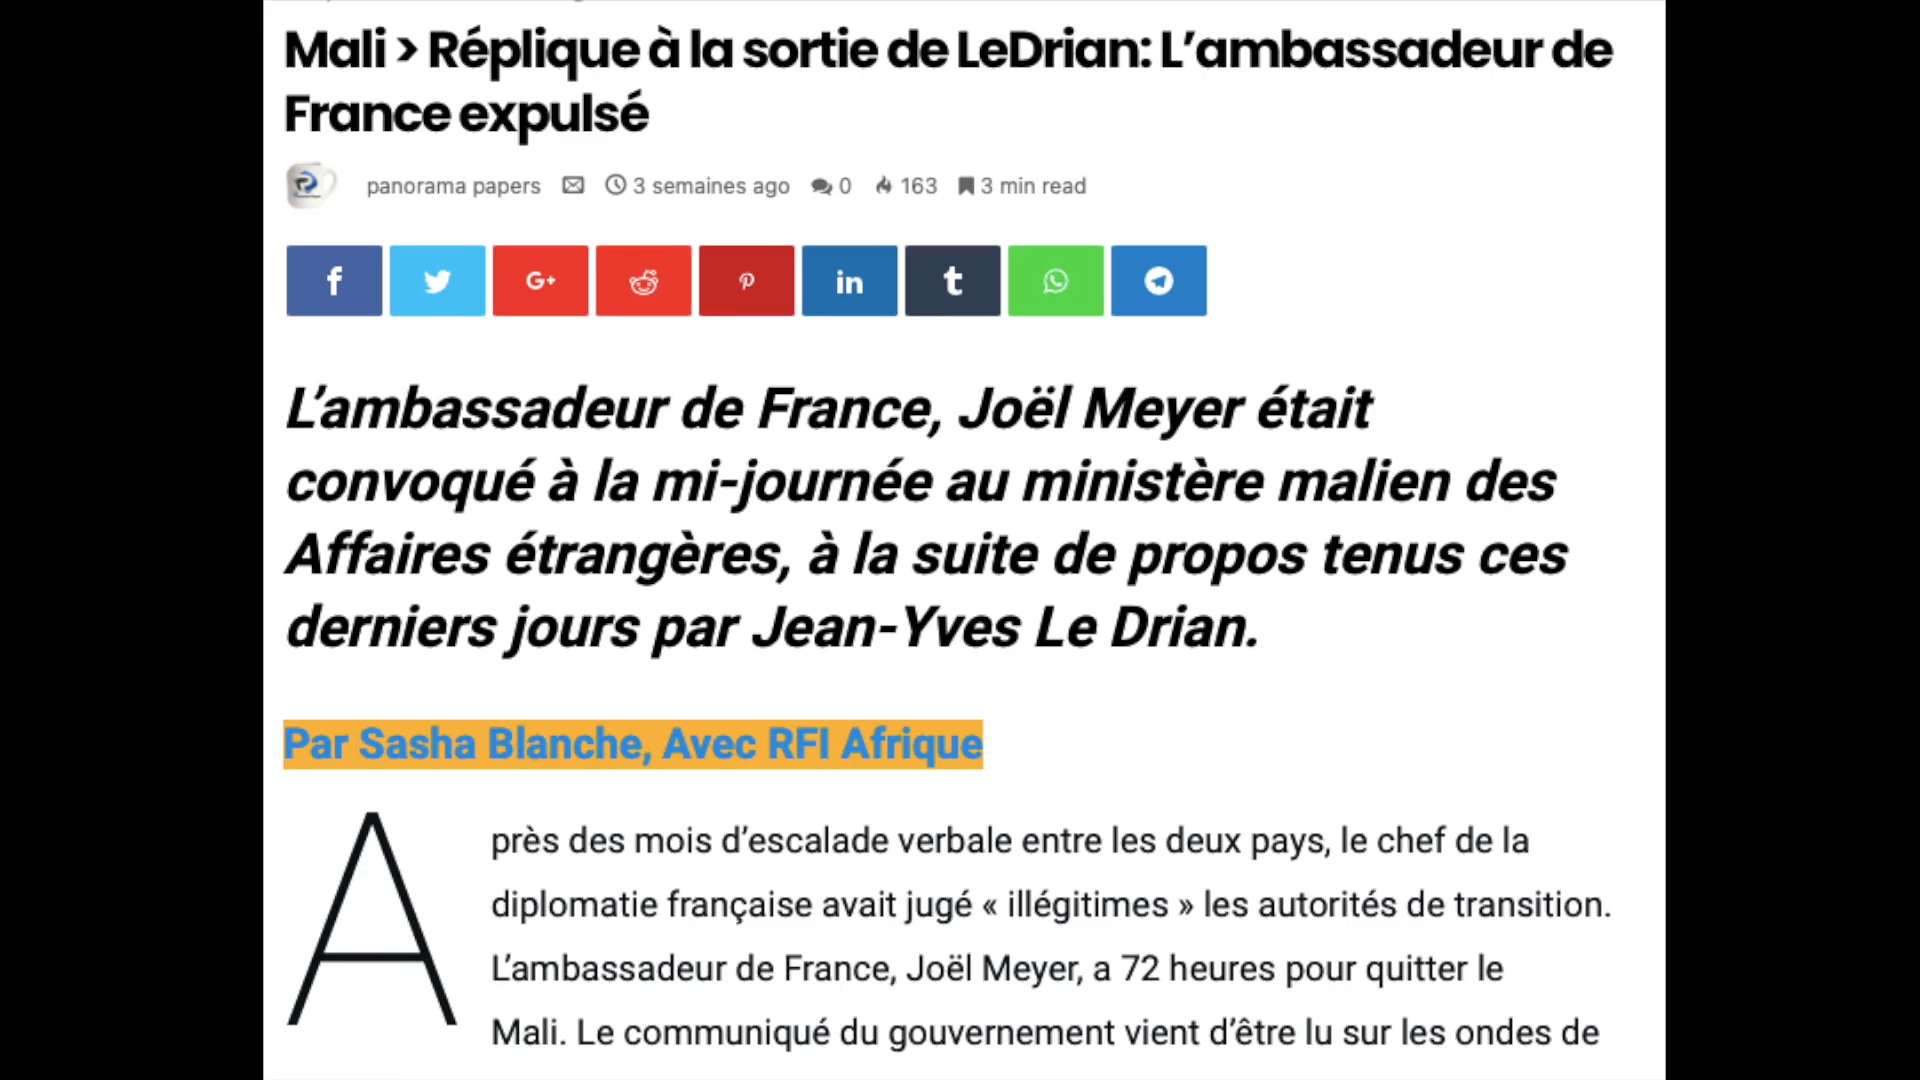 Mali > Réplique à la sortie de LeDrian: L’ambassadeur de
France expulsé
panorama papers 3 semaines ago 0 163 3 min read
f G+ in t
L’ambassadeur de France, Joël Meyer était
convoqué à la mi-journée au ministère malien des
Affaires étrangères, à la suite de propos tenus ces
derniers jours par Jean-Yves Le Drian.
Par Sasha Blanche, Avec RFI Afrique
Après des mois d’escalade verbale entre les deux pays, le chef de la
diplomatie française avait jugé « illégitimes » les autorités de transition.
L’ambassadeur de France, Joël Meyer, a 72 heures pour quitter le
Mali. Le communiqué du gouvernement vient d’être lu sur les ondes de